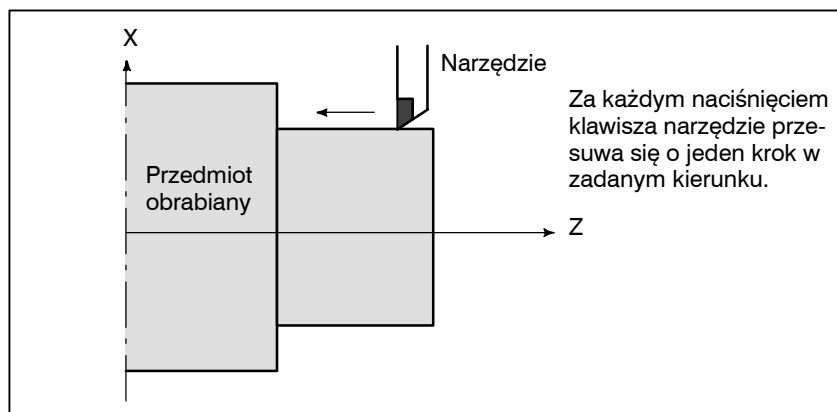 X
Narzędzie
Za każdym naciśnięciem
klawisza narzędzie prze-
suwa się o jeden krok w
zadanym kierunku.
Przedmiot
obrabiany
Z